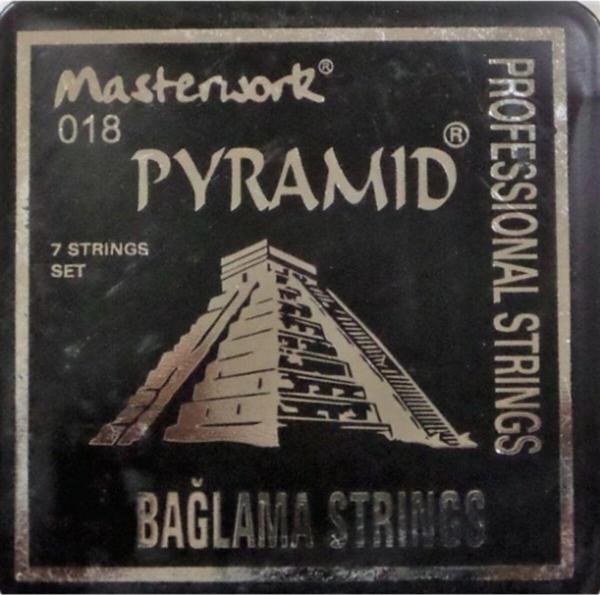 Masterwork®
018
PYRAMID®
7 STRINGS
SET
PROFESSIONAL STRINGS
BAĞLAMA STRINGS